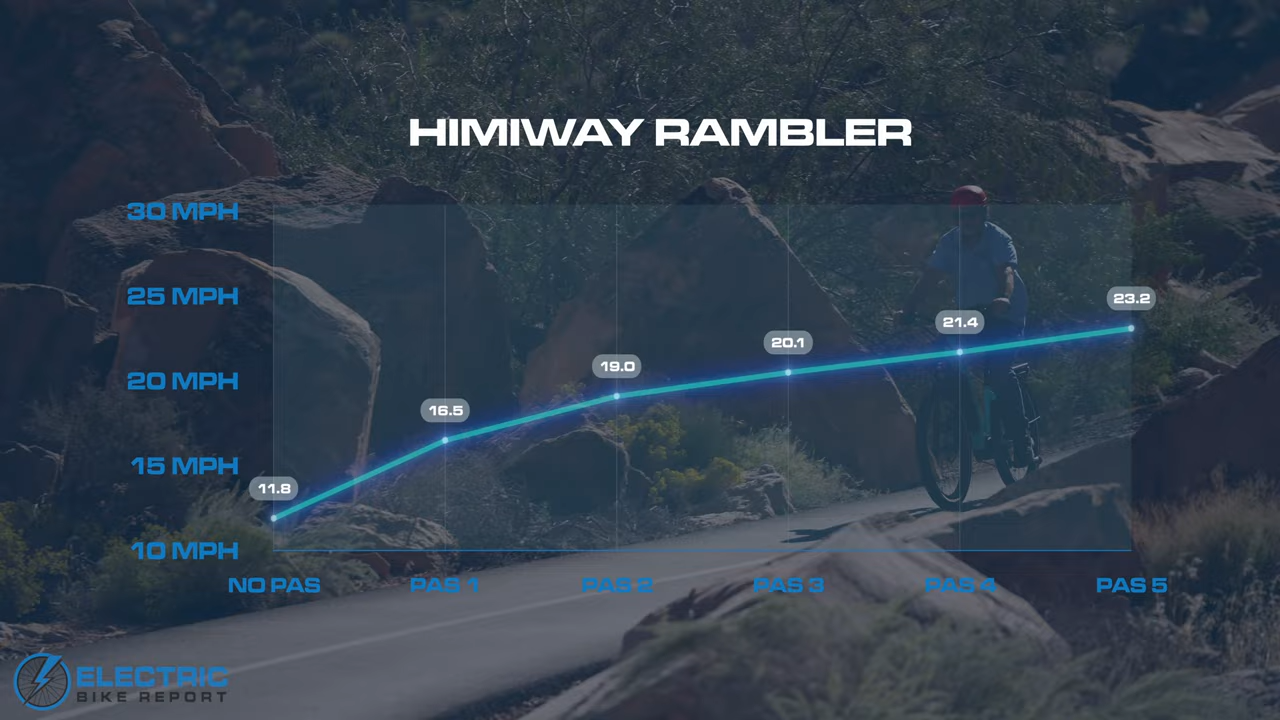 HIMIWAY RAMBLER
30 MPH
25 MPH
20 MPH
15 MPH
10 MPH
11.8
16.5
19.0
20.1
21.4
23.2
NO PAS
PAS 1
PAS 2
PAS 3
PAS 4
PAS 5
ELECTRIC
BIKE REPORT